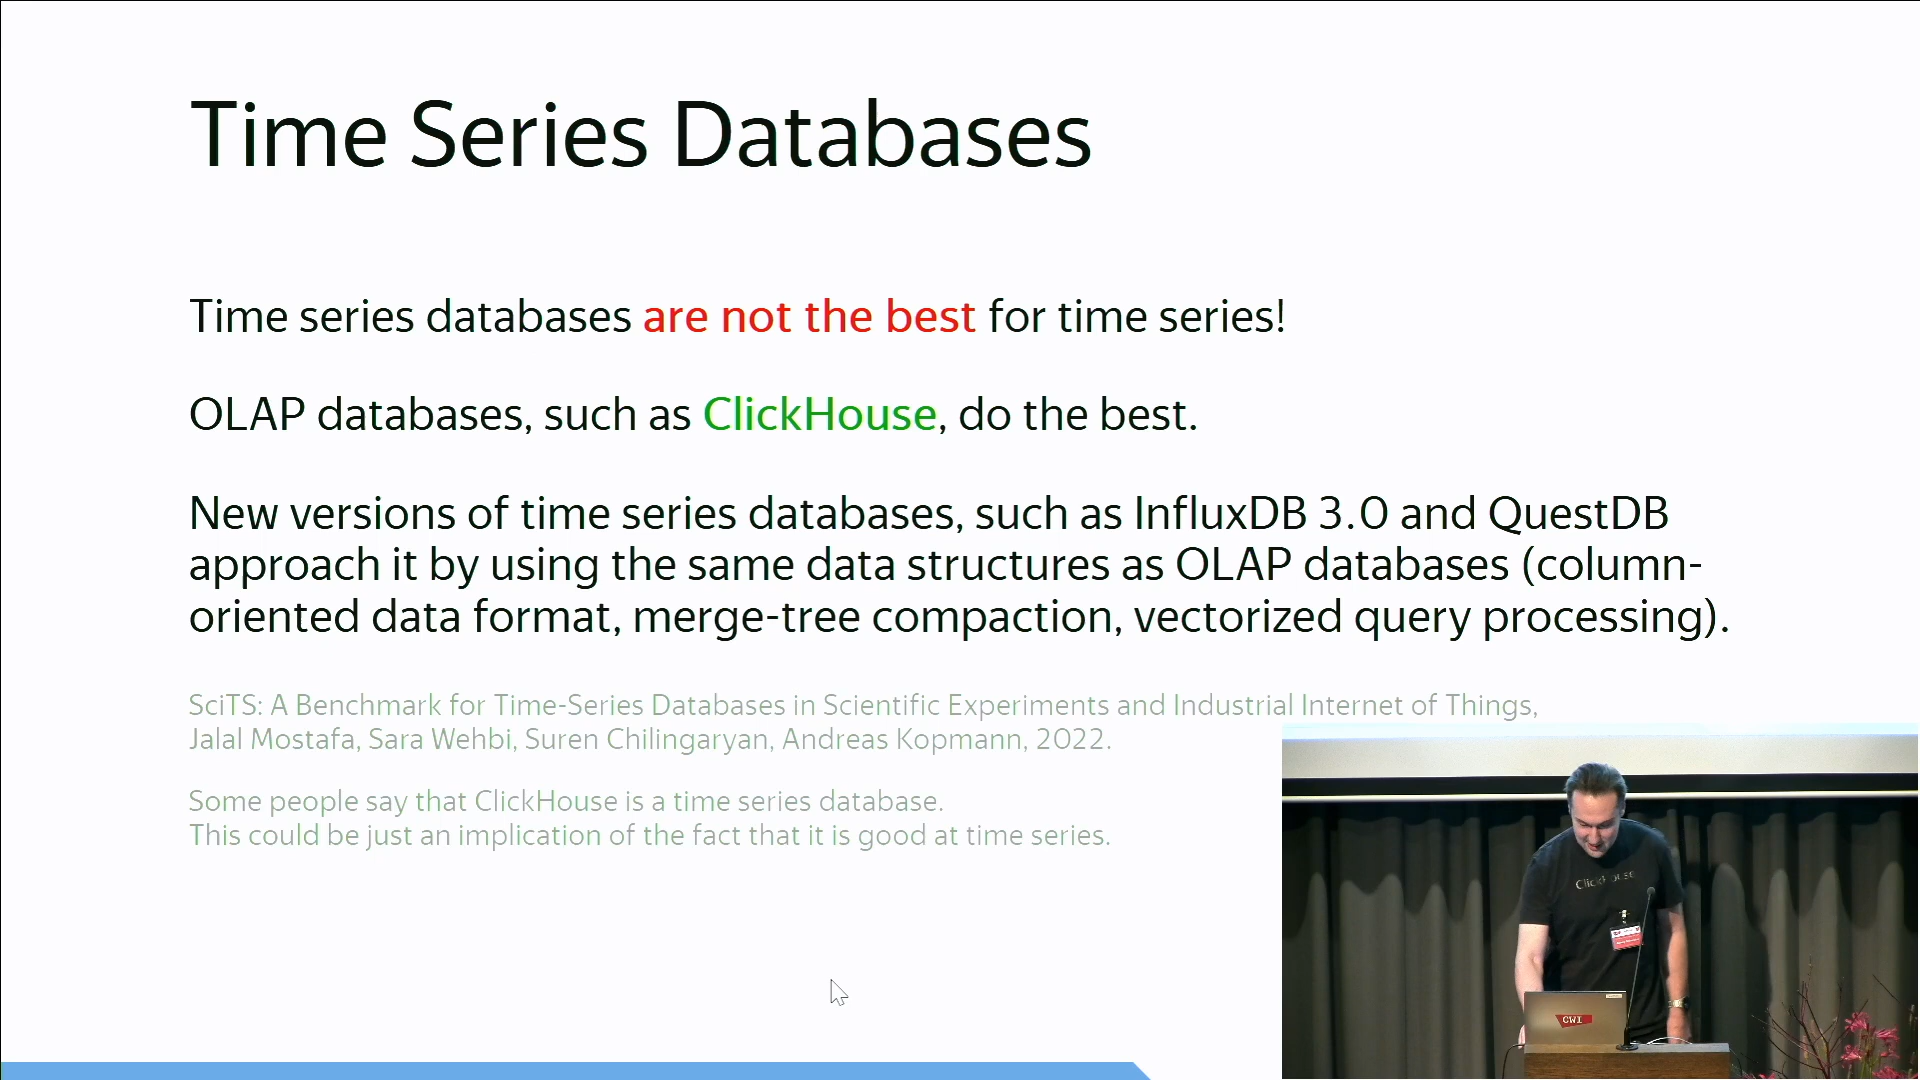 Time Series Databases
Time series databases are not the best for time series!
OLAP databases, such as ClickHouse, do the best.
New versions of time series databases, such as InfluxDB 3.0 and QuestDB
approach it by using the same data structures as OLAP databases (column-
oriented data format, merge-tree compaction, vectorized query processing).
SciTS: A Benchmark for Time-Series Databases in Scientific Experiments and Industrial Internet of Things,
Jalal Mostafa, Sara Wehbi, Suren Chilingaryan, Andreas Kopmann, 2022.
Some people say that ClickHouse is a time series database.
This could be just an implication of the fact that it is good at time series.
ClickHouse
CWI